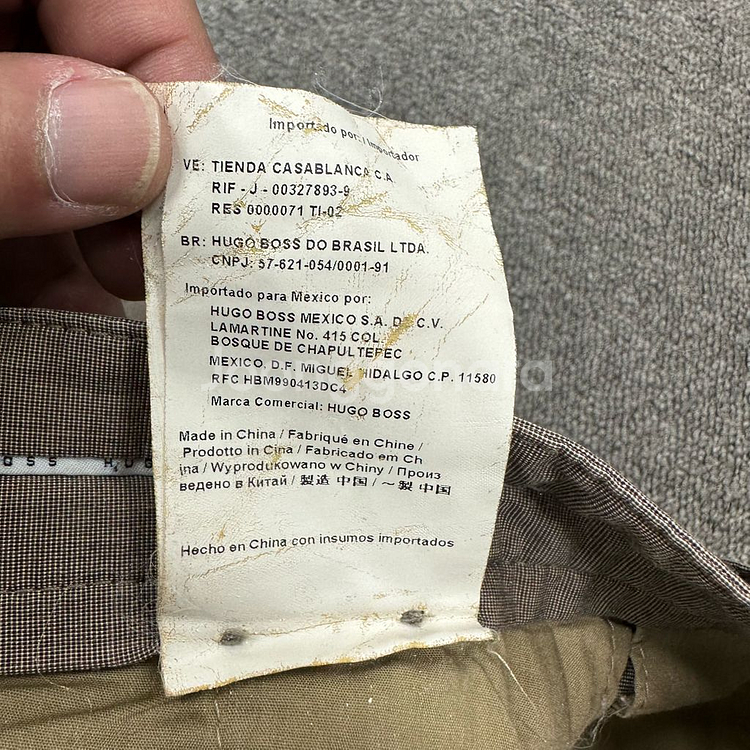 Importado por: / Importador
VE: TIENDA CASABLANCA C.A.
RIF - J - 00327893-9
RES 0000071 TI-02
BR: HUGO BOSS DO BRASIL LTDA.
CNPJ: 57-621-054/0001-91
Importado para Mexico por:
HUGO BOSS MEXICO S.A. DE C.V.
LAMARTINE No. 415 COL.
BOSQUE DE CHAPULTEPEC
MEXICO, D.F. MIGUEL HIDALGO C.P. 11580
RFC HBM990413DC4
Marca Comercial: HUGO BOSS
Made in China / Fabriqué en Chine /
Prodotto in Cina / Fabricado em Ch
ina / Wyprodukowano w Chiny / Произ
ведено в Китай / 製造 中国 / ～製 中国
Hecho en China con insumos importados
oss HUGO